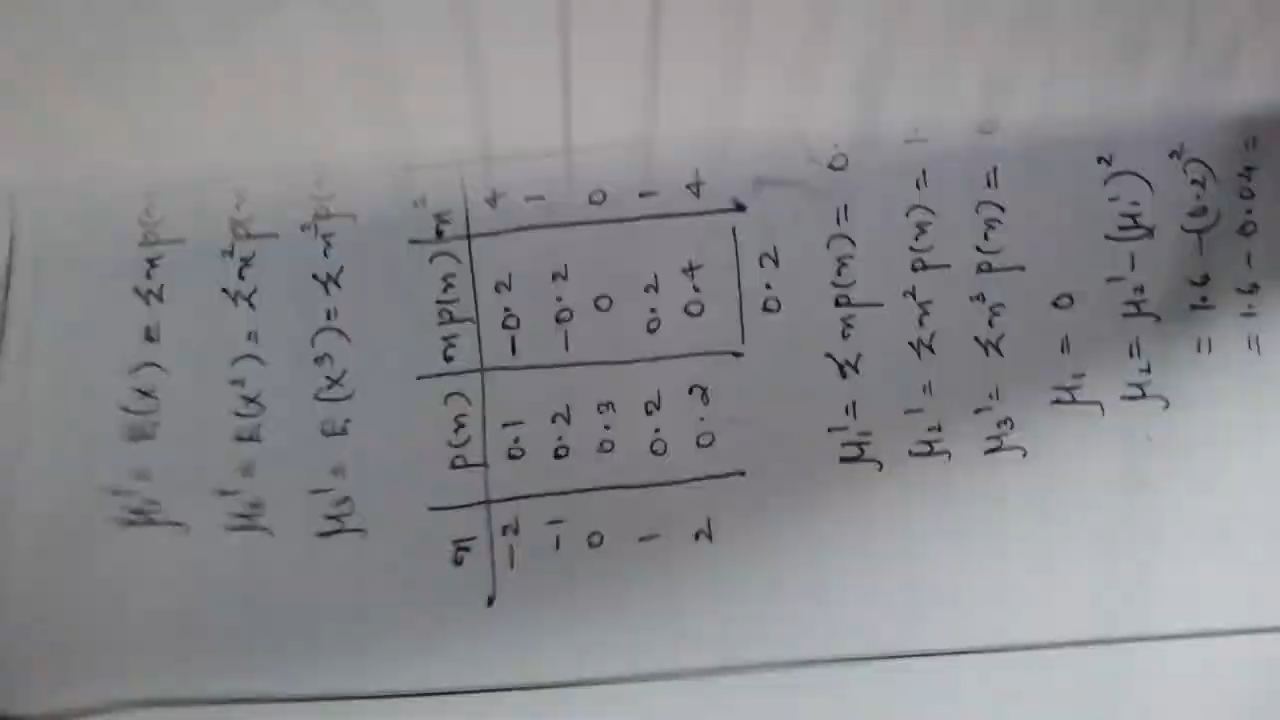 μ₁' = E(x) = Σxp(
μ₂' = E(x²) = Σx²p(
μ₃' = E(x³) = Σx³p(
x | p(x) | xp(x) | x²
-2 | 0.1 | -0.2 | 4
-1 | 0.2 | -0.2 | 1
0 | 0.3 | 0 | 0
1 | 0.2 | 0.2 | 1
2 | 0.2 | 0.4 | 4
0.2
μ₁' = Σxp(x) = 0.
μ₂' = Σx²p(x) = 1.
μ₃' = Σx³p(x) = 0
μ₁ = 0
μ₂ = μ₂' - (μ₁')²
= 1.6 - (0.2)²
= 1.6 - 0.04 =